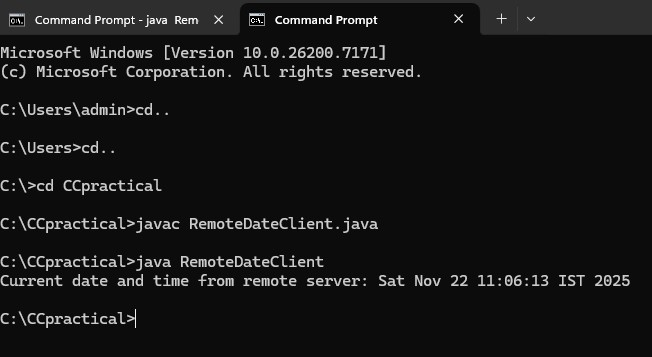 Command Prompt - java Rem
Command Prompt
Microsoft Windows [Version 10.0.26200.7171]
(c) Microsoft Corporation. All rights reserved.
C:\Users\admin>cd..
C:\Users>cd..
C:\>cd CCpractical
C:\CCpractical>javac RemoteDateClient.java
C:\CCpractical>java RemoteDateClient
Current date and time from remote server: Sat Nov 22 11:06:13 IST 2025
C:\CCpractical>